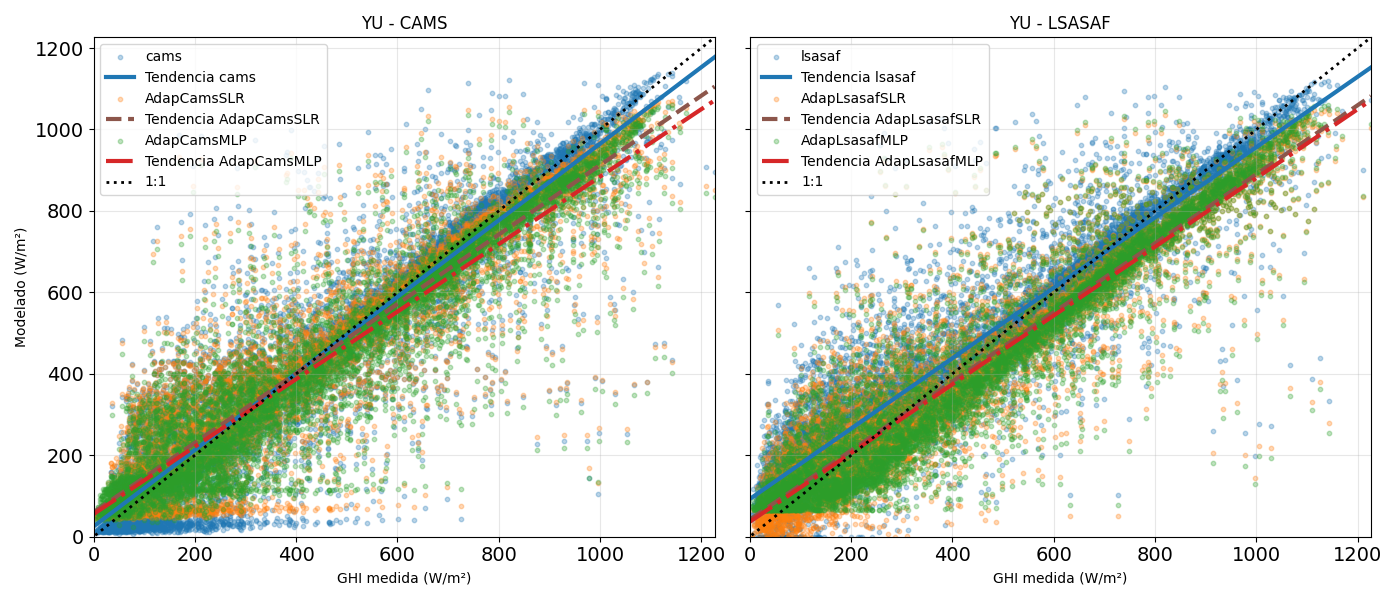 YU - CAMS
1200
1000
800
600
400
200
0
Modelado (W/m²)
cams
Tendencia cams
AdapCamsSLR
Tendencia AdapCamsSLR
AdapCamsMLP
Tendencia AdapCamsMLP
1:1
0 200 400 600 800 1000 1200
GHI medida (W/m²)
YU - LSASAF
lsasaf
Tendencia lsasaf
AdapLsasafSLR
Tendencia AdapLsasafSLR
AdapLsasafMLP
Tendencia AdapLsasafMLP
1:1
0 200 400 600 800 1000 1200
GHI medida (W/m²)